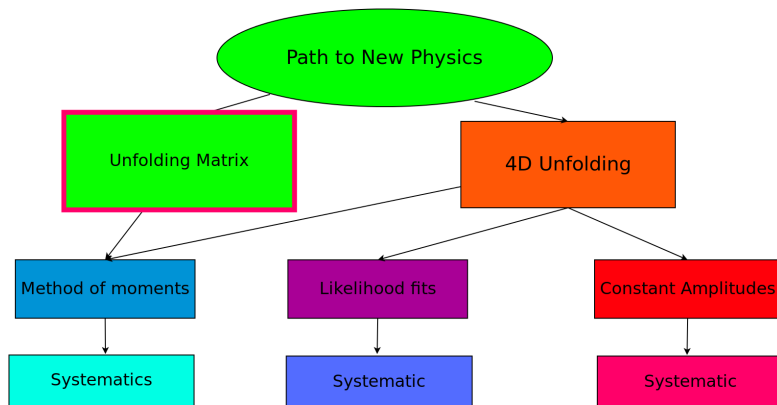 Path to New Physics
Unfolding Matrix
4D Unfolding
Method of moments
Likelihood fits
Constant Amplitudes
Systematics
Systematic
Systematic